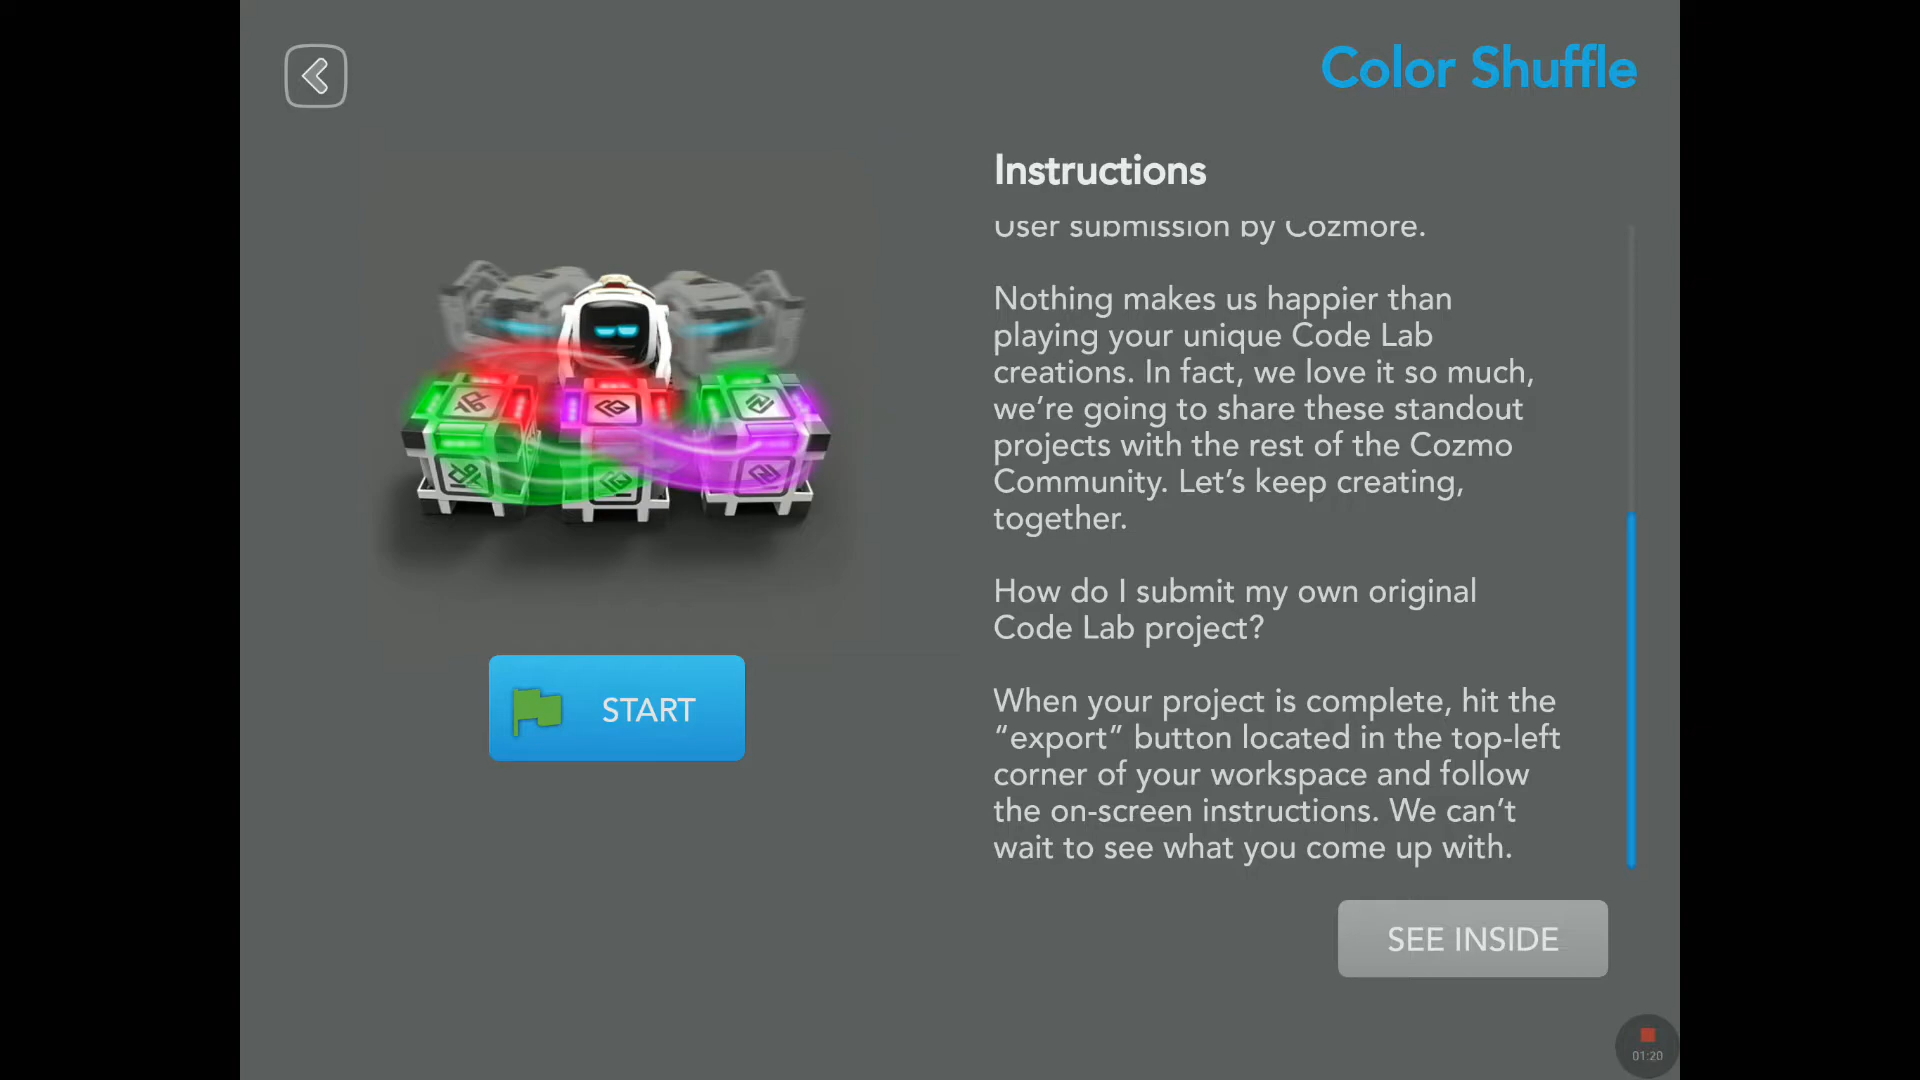 Color Shuffle
Instructions
User submission by Cozmore.
Nothing makes us happier than
playing your unique Code Lab
creations. In fact, we love it so much,
we’re going to share these standout
projects with the rest of the Cozmo
Community. Let’s keep creating,
together.
How do I submit my own original
Code Lab project?
When your project is complete, hit the
“export” button located in the top-left
corner of your workspace and follow
the on-screen instructions. We can’t
wait to see what you come up with.
START
SEE INSIDE
01:20